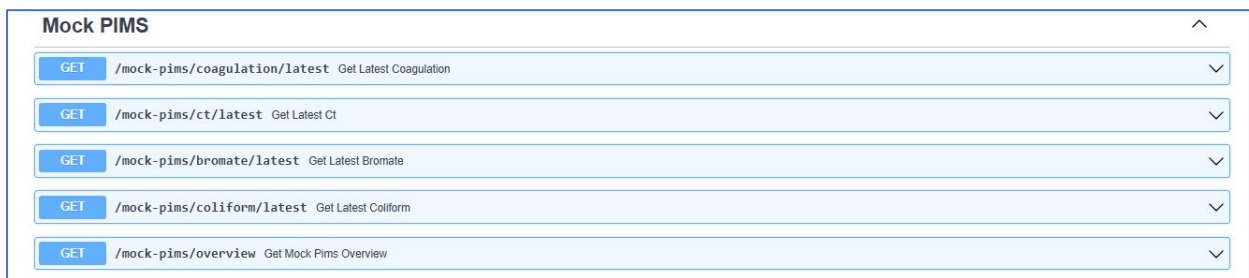 Mock PIMS
GET /mock-pims/coagulation/latest Get Latest Coagulation
GET /mock-pims/ct/latest Get Latest Ct
GET /mock-pims/bromate/latest Get Latest Bromate
GET /mock-pims/coliform/latest Get Latest Coliform
GET /mock-pims/overview Get Mock Pims Overview